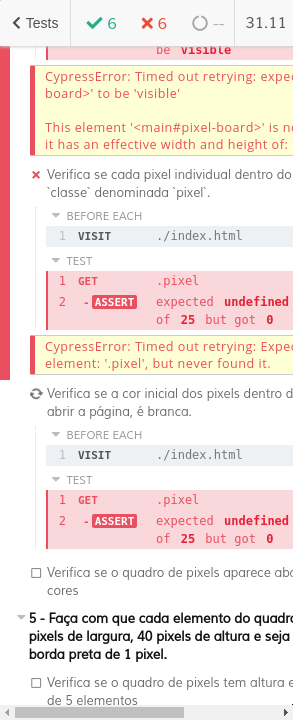 Tests 6 6 -- 31.11
be visible
CypressError: Timed out retrying: expec
board>' to be 'visible'
This element '<main#pixel-board>' is no
it has an effective width and height of:
Verifica se cada pixel individual dentro do
`classe` denominada `pixel`.
BEFORE EACH
1 VISIT ./index.html
TEST
1 GET .pixel
2 -ASSERT expected undefined
of 25 but got 0
CypressError: Timed out retrying: Expec
element: '.pixel', but never found it.
Verifica se a cor inicial dos pixels dentro d
abrir a página, é branca.
BEFORE EACH
1 VISIT ./index.html
TEST
1 GET .pixel
2 -ASSERT expected undefined
of 25 but got 0
Verifica se o quadro de pixels aparece aba
cores
5 - Faça com que cada elemento do quadro
pixels de largura, 40 pixels de altura e seja
borda preta de 1 pixel.
Verifica se o quadro de pixels tem altura e
de 5 elementos